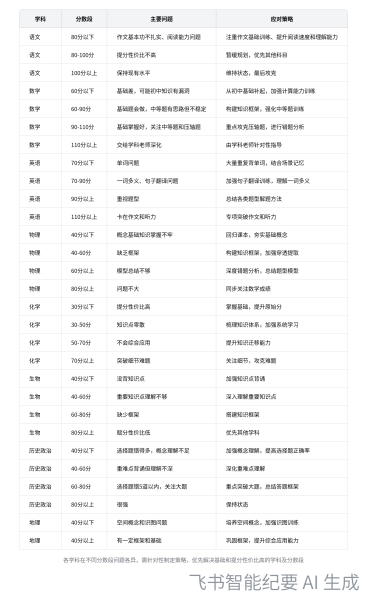 学科 分数段 主要问题 应对策略
语文 80分以下 作文基本功不扎实、阅读能力问题 注重作文基础训练、提升阅读速度和理解能力
语文 80-100分 提分性价比不高 暂缓规划，优先其他科目
语文 100分以上 保持现有水平 维持状态，最后攻克
数学 60分以下 基础差，可能初中知识有漏洞 从初中基础补起，加强计算能力训练
数学 60-90分 基础题会做，中等题有思路但不稳定 构建知识框架，强化中等题训练
数学 90-110分 基础掌握好，关注中等题和压轴题 重点攻克压轴题，进行错题分析
数学 110分以上 交给学科老师深化 由学科老师针对性指导
英语 70分以下 单词问题 大量重复背单词，结合场景记忆
英语 70-90分 一词多义、句子翻译问题 加强句子翻译训练，理解一词多义
英语 90分以上 重视题型 总结各类题型解题方法
英语 110分以上 卡在作文和听力 专项突破作文和听力
物理 40分以下 概念基础知识掌握不牢 回归课本，夯实基础概念
物理 40-60分 缺乏框架 构建知识框架，加强穿透提取
物理 60分以上 模型总结不够 深度错题分析，总结题型模型
物理 80分以上 问题不大 同步关注数学成绩
化学 30分以下 提分性价比高 掌握基础，提升原始分
化学 30-50分 知识点零散 梳理知识体系，加强系统学习
化学 50-70分 不会综合应用 提升知识迁移能力
化学 70分以上 突破细节难题 关注细节，攻克难题
生物 40分以下 没背知识点 加强知识点背诵
生物 40-60分 重要知识点理解不够 深入理解重要知识点
生物 60-80分 缺少框架 搭建知识框架
生物 80分以上 赋分性价比低 优先其他学科
历史政治 40分以下 选择题错得多，概念理解不足 加强概念理解，提高选择题正确率
历史政治 40-60分 重难点背诵但理解不深 深化重难点理解
历史政治 60-80分 选择题错5道以内，关注大题 重点突破大题，总结答题框架
历史政治 80分以上 很强 保持状态
地理 40分以下 空间概念和识图问题 培养空间概念，加强识图训练
地理 40分以上 有一定框架和基础 巩固框架，提升综合应用能力
各学科在不同分数段问题各异，需针对性制定策略，优先解决基础和提分性价比高的学科及分数段
飞书智能纪要 AI 生成